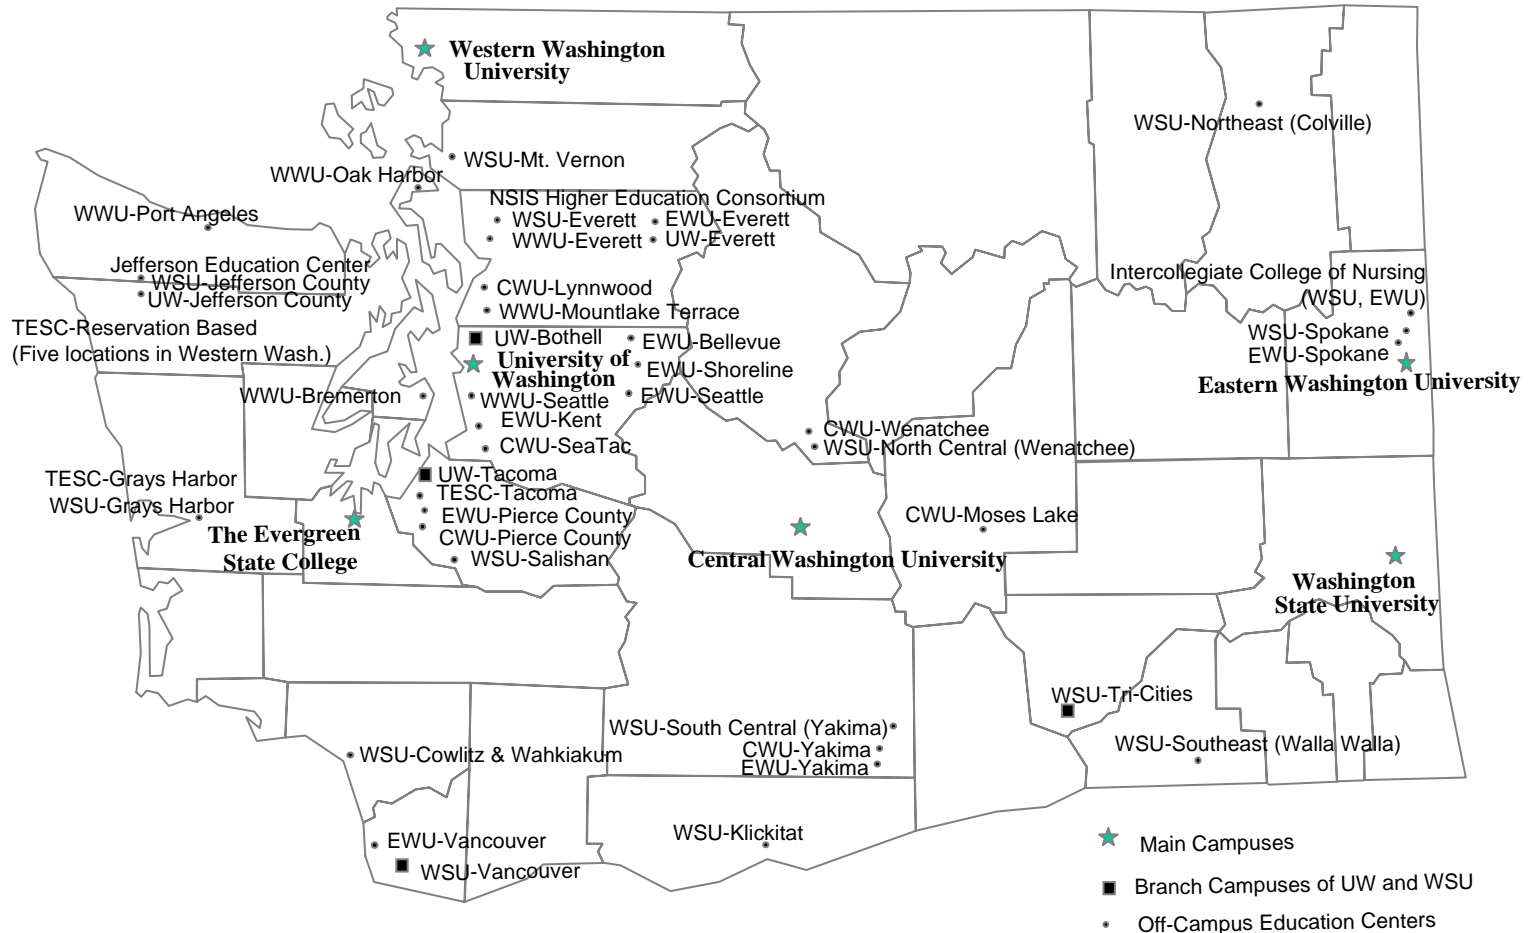 Western Washington
University
WSU-Northeast (Colville)
WSU-Mt. Vernon
WWU-Oak Harbor
NSIS Higher Education Consortium
WWU-Port Angeles
WSU-Everett
EWU-Everett
WWU-Everett
UW-Everett
Jefferson Education Center
WSU-Jefferson County
UW-Jefferson County
Intercollegiate College of Nursing
(WSU, EWU)
CWU-Lynnwood
WWU-Mountlake Terrace
TESC-Reservation Based
(Five locations in Western Wash.)
UW-Bothell
EWU-Bellevue
WSU-Spokane
EWU-Spokane
University of
Washington
EWU-Shoreline
Eastern Washington University
WWU-Bremerton
WWU-Seattle
EWU-Seattle
EWU-Kent
CWU-Wenatchee
CWU-SeaTac
WSU-North Central (Wenatchee)
TESC-Grays Harbor
UW-Tacoma
TESC-Tacoma
WSU-Grays Harbor
EWU-Pierce County
CWU-Moses Lake
The Evergreen
State College
CWU-Pierce County
WSU-Salishan
Central Washington University
Washington
State University
WSU-Tri-Cities
WSU-South Central (Yakima)
CWU-Yakima
EWU-Yakima
WSU-Southeast (Walla Walla)
WSU-Cowlitz & Wahkiakum
WSU-Klickitat
EWU-Vancouver
WSU-Vancouver
Main Campuses
Branch Campuses of UW and WSU
Off-Campus Education Centers